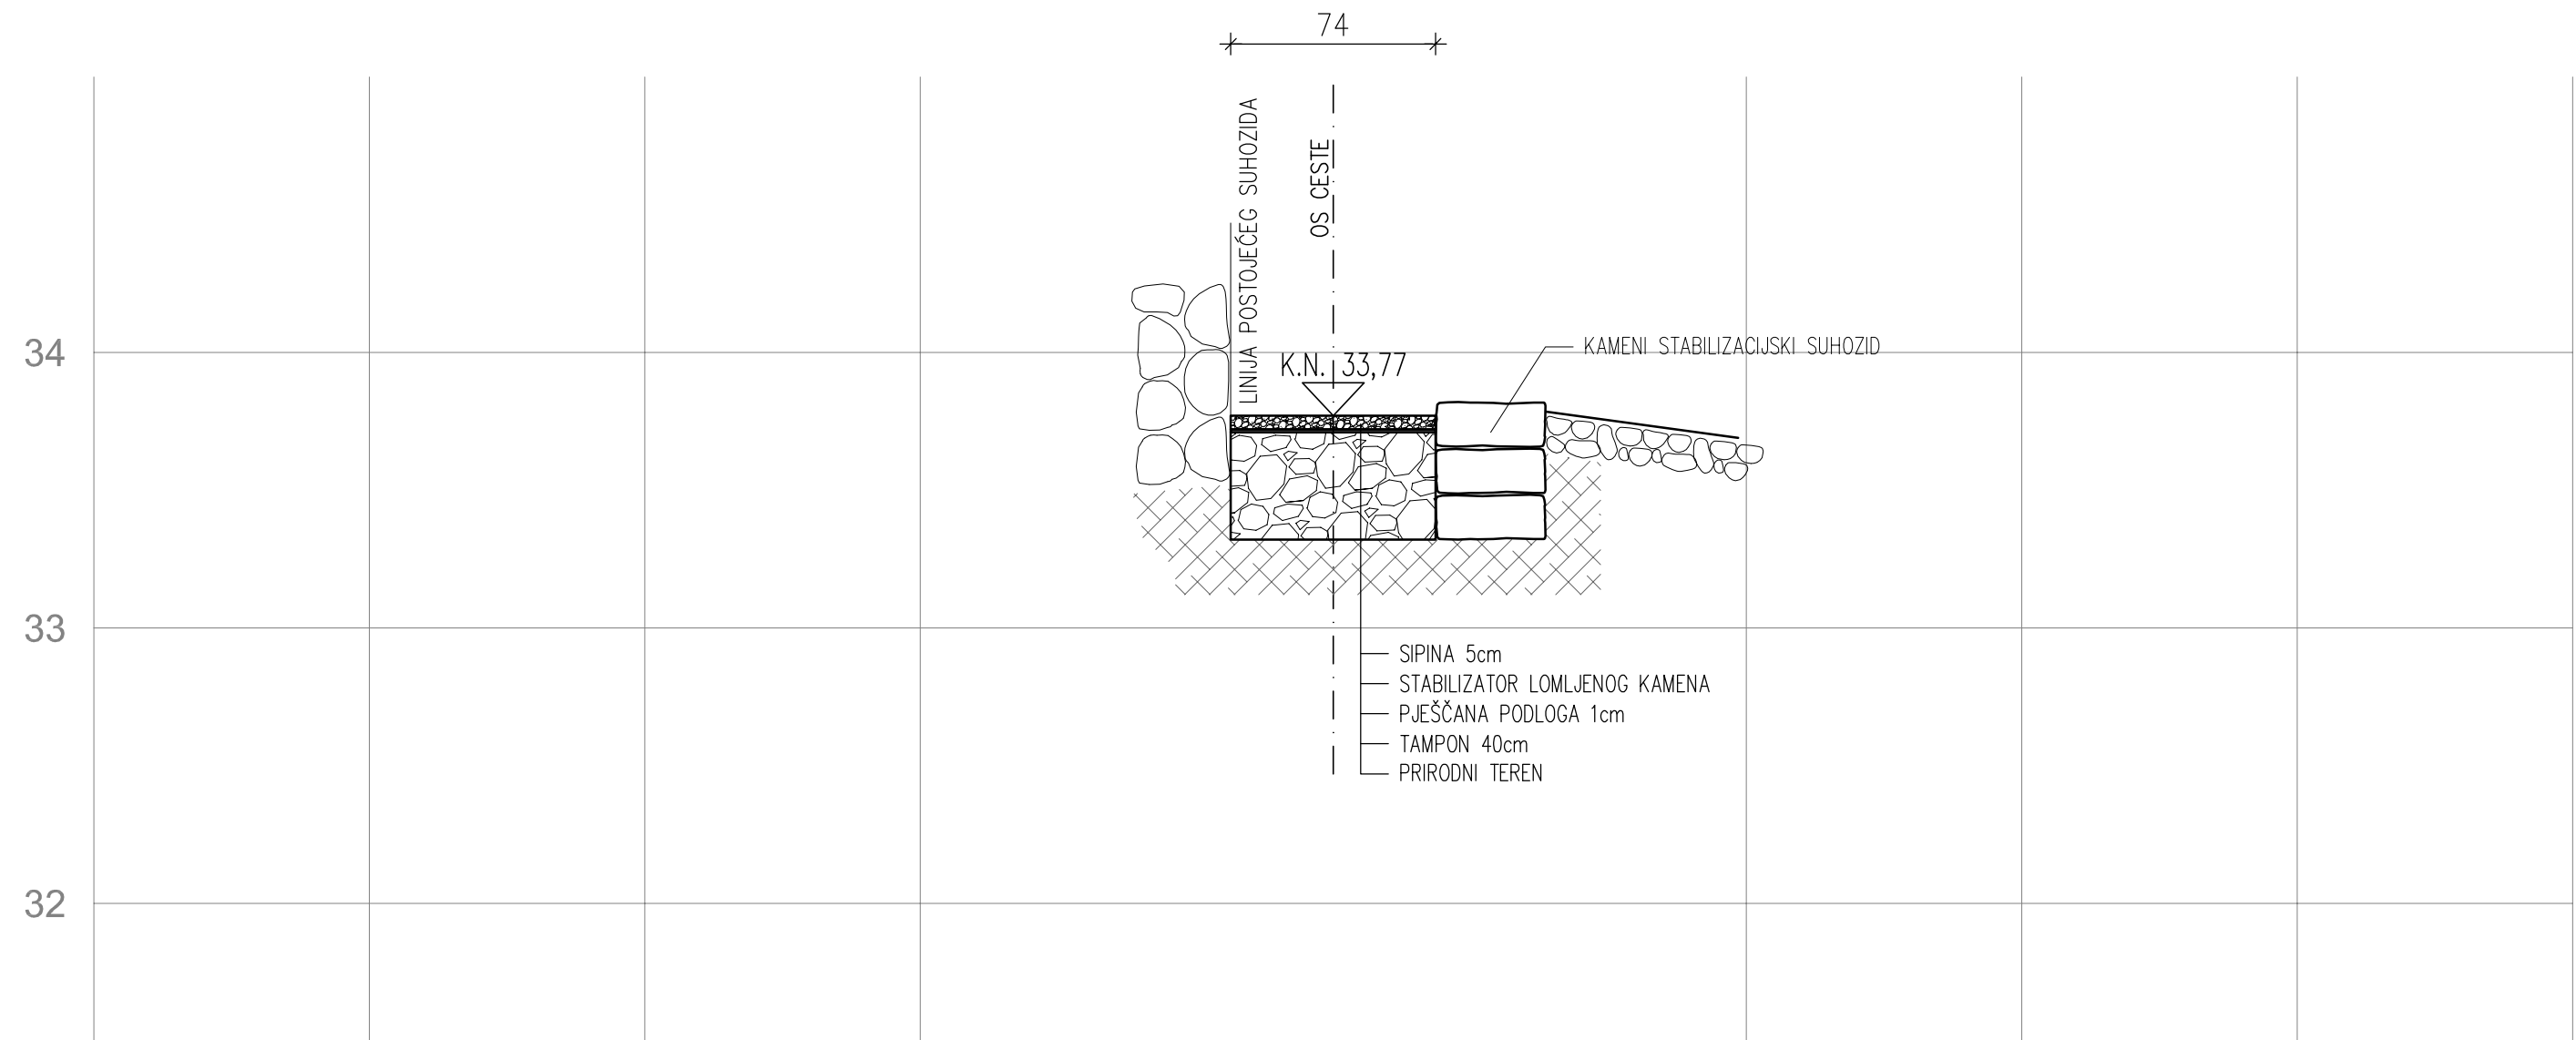 74
LINIJA POSTOJEĆEG SUHOZIDA
OS CESTE
34
K.N. 33,77
KAMENI STABILIZACIJSKI SUHOZID
33
SIPINA 5cm
STABILIZATOR LOMLJENOG KAMENA
PJEŠČANA PODLOGA 1cm
TAMPON 40cm
PRIRODNI TEREN
32